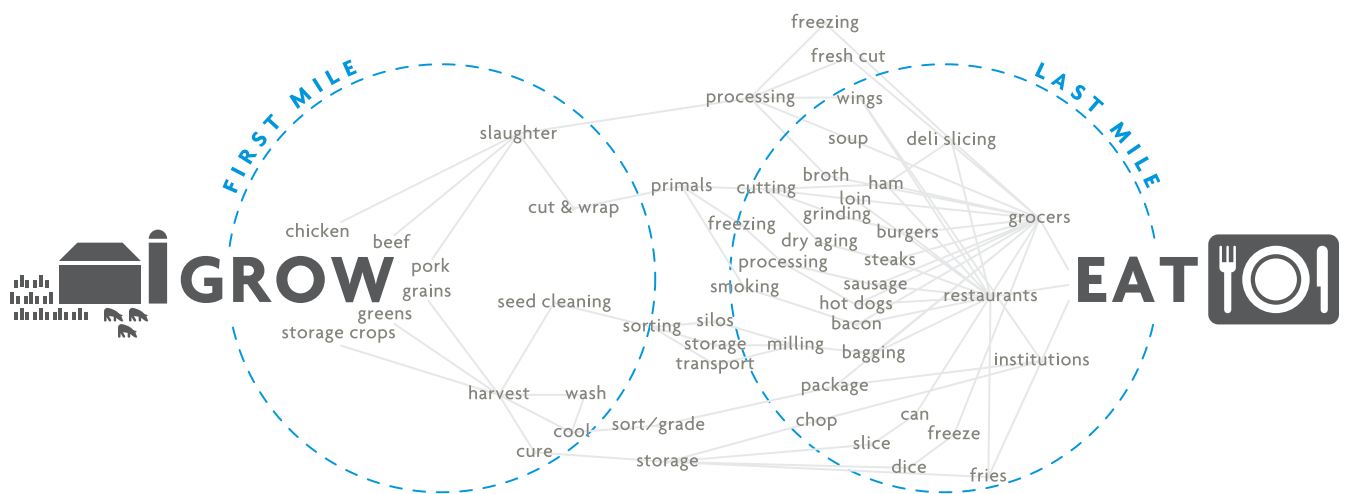 FIRST MILE
LAST MILE
GROW
EAT
chicken
beef
pork
grains
greens
storage crops
slaughter
cut & wrap
seed cleaning
harvest
wash
cool
cure
primals
sorting
silos
storage
transport
sort/grade
storage
freezing
fresh cut
processing
wings
soup
deli slicing
broth
cutting
ham
loin
freezing
grinding
burgers
dry aging
steaks
processing
sausage
smoking
hot dogs
bacon
milling
bagging
package
chop
can
slice
freeze
dice
fries
grocers
restaurants
institutions